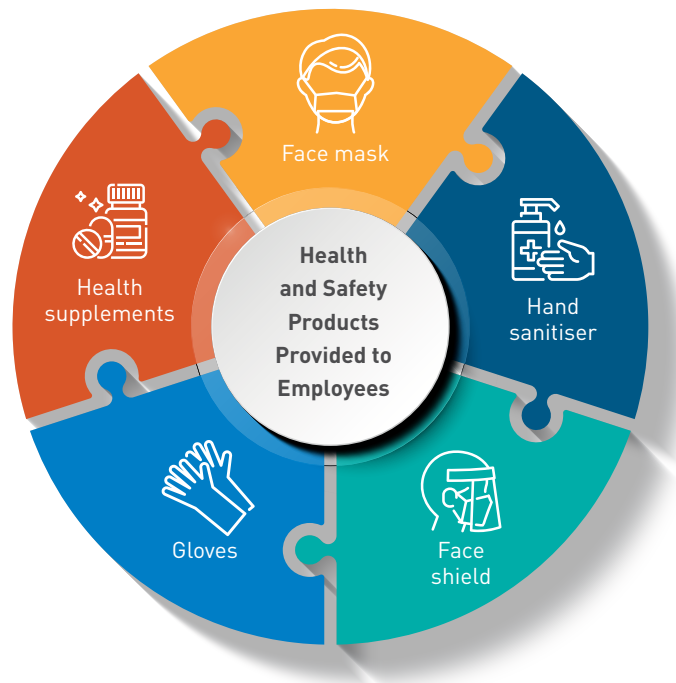 Face mask
Hand
sanitiser
Face
shield
Gloves
Health
supplements
Health
and Safety
Products
Provided to
Employees